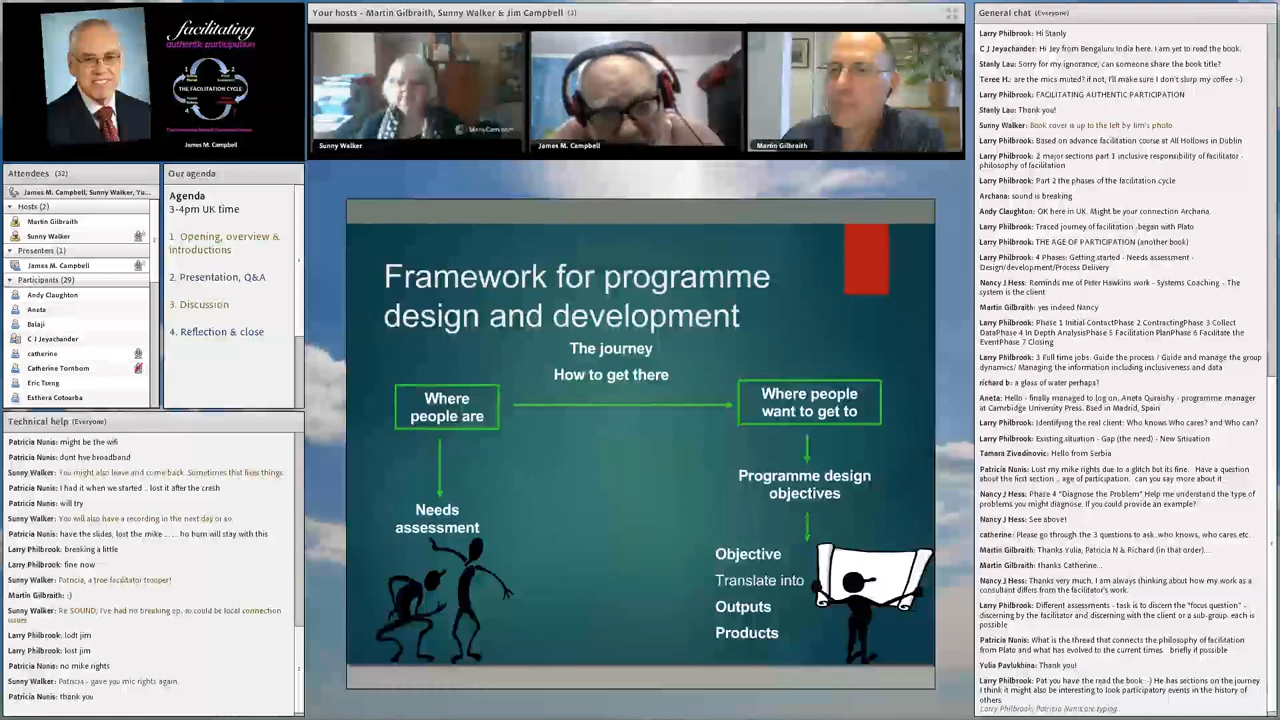 facilitating
authentic participation
THE FACILITATION CYCLE
James M. Campbell
Your hosts - Martin Gilbraith, Sunny Walker & Jim Campbell (3)
Sunny Walker
ManyCam.com
James M. Campbell
Martin Gilbraith
Attendees (32)
James M. Campbell, Sunny Walker, Yu...
Hosts (2)
Martin Gilbraith
Sunny Walker
Presenters (1)
James M. Campbell
Participants (29)
Andy Claughton
Aneta
Balaji
C J Jeyachander
catherine
Catherine Tornbom
Eric Tseng
Our agenda
Agenda
3-4pm UK time
1. Opening, overview &
introductions
2. Presentation, Q&A
3. Discussion
4. Reflection & close
Technical help (Everyone)
Patricia Nunis: might be the wifi
Patricia Nunis: dont hve broadband
Sunny Walker: You might also leave and come back. Sometimes that fixes things.
Patricia Nunis: I had it when we started .. lost it after the crash
Patricia Nunis: will try
Sunny Walker: You will also have a recording in the next day or so
Patricia Nunis: have the slides, lost the mike ... ... ho hum will stay with this
Larry Philbrook: breaking a little
Larry Philbrook: fine now
Sunny Walker: Patricia, a true facilitator trooper!
Martin Gilbraith: :)
Sunny Walker: Re SOUND, I've had no breaking up, so could be local connection
issues
Larry Philbrook: lodt jim
Larry Philbrook: lost jim
Patricia Nunis: no mike rights
Sunny Walker: Patricia - gave you mic rights again.
Patricia Nunis: thank you
Framework for programme
design and development
The journey
How to get there
Where
people are
Where people
want to get to
Needs
assessment
Programme design
objectives
Objective
Translate into
Outputs
Products
General chat (Everyone)
Larry Philbrook: Hi Stanly
C J Jeyachander: Hi Jey from Bengaluru India here. I am yet to read the book.
Stanly Lau: Sorry for my ignorance, can someone share the book title?
Teree H.: are the mics muted? if not, I'll make sure I don't slurp my coffee :-)
Larry Philbrook: FACILITATING AUTHENTIC PARTICIPATION
Stanly Lau: Thank you!
Sunny Walker: Book cover is up to the left by Jim's photo
Larry Philbrook: Based on advance facilitation course at All Hollows in Dublin
Larry Philbrook: 2 major sections part 1 inclusive responsibility of facilitator -
philosophy of facilitation
Larry Philbrook: Part 2 the phases of the facilitation cycle
Archana: sound is breaking
Andy Claughton: OK here in UK. Might be your connection Archana.
Larry Philbrook: Traced journey of facilitation -began with Plato
Larry Philbrook: THE AGE OF PARTICIPATION (another book)
Larry Philbrook: 4 Phases: Getting started - Needs assessment -
Design/development/Process Delivery
Nancy J Hess: Reminds me of Peter Hawkins work - Systems Coaching - The
system is the client
Martin Gilbraith: yes indeed Nancy
Larry Philbrook: Phase 1 Initial ContactPhase 2 ContractingPhase 3 Collect
DataPhase 4 In Depth AnalysisPhase 5 Facilitation PlanPhase 6 Facilitate the
EventPhase 7 Closing
Larry Philbrook: 3 Full time jobs: Guide the process / Guide and manage the group
dynamics/ Managing the information including inclusiveness and data
richard b: a glass of water perhaps?
Aneta: Hello - finally managed to log on. Aneta Quraishy - programme manager
at Cambridge University Press. Bsed in Madrid, Spain
Larry Philbrook: Identifying the real client: Who knows Who cares? and Who can?
Larry Philbrook: Existing situation - Gap (the need) - New Situation
Tamara Zivadinovic: Hello from Serbia
Patricia Nunis: Lost my mike rights due to a glitch but its fine. Have a question
about the first section .. age of participation. can you say more about it
Nancy J Hess: Phase 4 "Diagnose the Problem" Help me understand the type of
problems you might diagnose. If you could provide an example?
Nancy J Hess: See above!
catherine: Please go through the 3 questions to ask..who knows, who cares etc..
Martin Gilbraith: Thanks Yulia, Patricia N & Richard (in that order)....
Martin Gilbraith: thanks Catherine...
Nancy J Hess: Thanks very much, I am always thinking about how my work as a
consultant differs from the facilitator's work.
Larry Philbrook: Different assessments - task is to discern the "focus question" -
discerning by the facilitator and discerning with the client or a sub-group. each is
possible
Patricia Nunis: What is the thread that connects the philosophy of facilitation
from Plato and what has evolved to the current times. briefly if possible
Yulia Pavlukhina: Thank you!
Larry Philbrook: Pat you have the read the book :-) He has sections on the journey
I think it might also be interesting to look participatory events in the history of
others
Larry Philbrook, Patricia Nunis are typing...